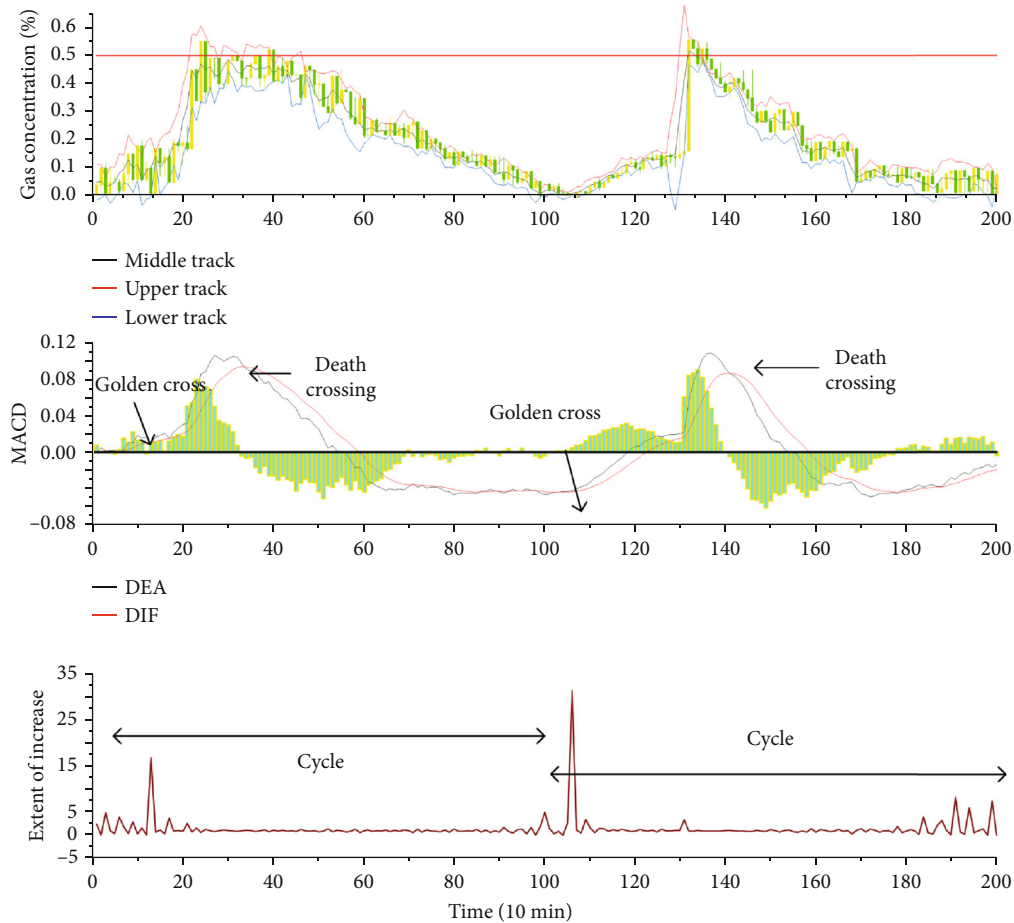 Gas concentration (%)
0.6
0.5
0.4
0.3
0.2
0.1
0.0
0 20 40 60 80 100 120 140 160 180 200
Middle track
Upper track
Lower track
MACD
0.12
0.08
0.04
0.00
–0.08
Golden cross
Death
crossing
Golden cross
Death
crossing
0 20 40 60 80 100 120 140 160 180 200
DEA
DIF
Extent of increase
35
25
15
5
0
–5
Cycle
Cycle
0 20 40 60 80 100 120 140 160 180 200
Time (10 min)